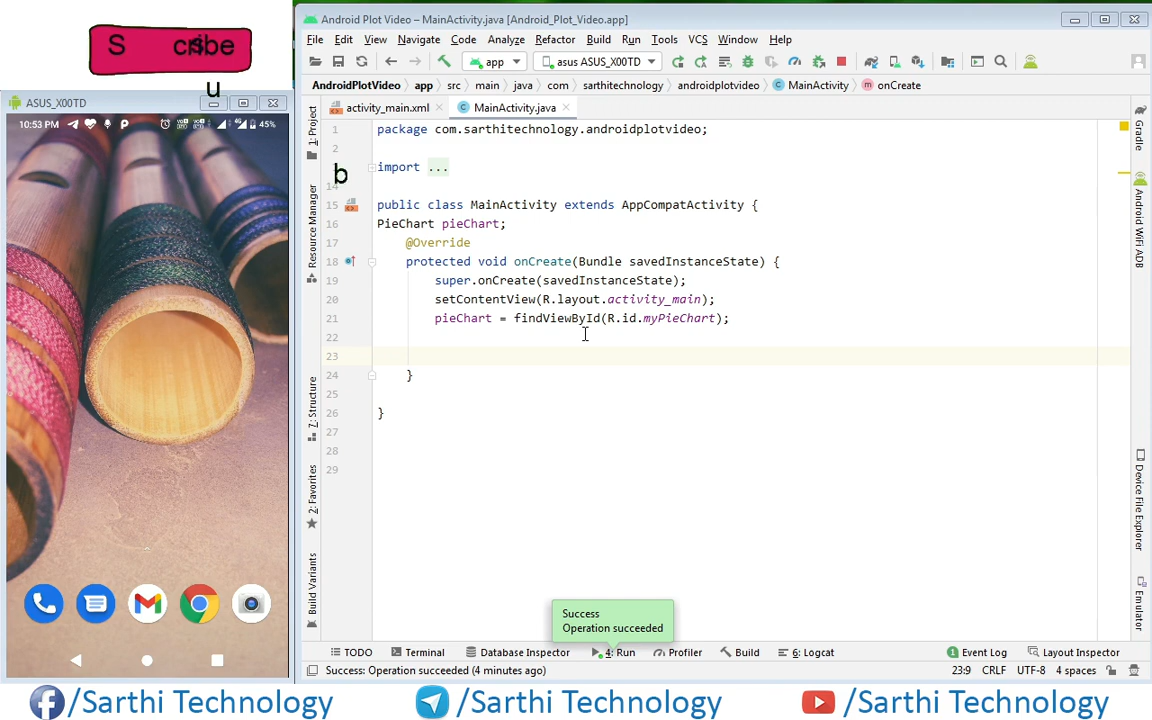 Android Plot Video – MainActivity.java [Android_Plot_Video.app]
File Edit View Navigate Code Analyze Refactor Build Run Tools VCS Window Help
app asus ASUS_X00TD
AndroidPlotVideo app src main java com sarthitechnology androidplotvideo MainActivity onCreate
activity_main.xml MainActivity.java
S cribe
u
b
ASUS_X00TD
10:53 PM 45%
1 package com.sarthitechnology.androidplotvideo;
2
3 import ...
14
15 public class MainActivity extends AppCompatActivity {
16 PieChart pieChart;
17 @Override
18 protected void onCreate(Bundle savedInstanceState) {
19 super.onCreate(savedInstanceState);
20 setContentView(R.layout.activity_main);
21 pieChart = findViewById(R.id.myPieChart);
22
23
24 }
25
26 }
27
28
29
1: Project
Resource Manager
7: Structure
2: Favorites
Build Variants
Gradle
Android WiFi ADB
Device File Explorer
Emulator
Success
Operation succeeded
TODO Terminal Database Inspector 4: Run Profiler Build 6: Logcat Event Log Layout Inspector
Success: Operation succeeded (4 minutes ago) 23:9 CRLF UTF-8 4 spaces
/Sarthi Technology /Sarthi Technology /Sarthi Technology